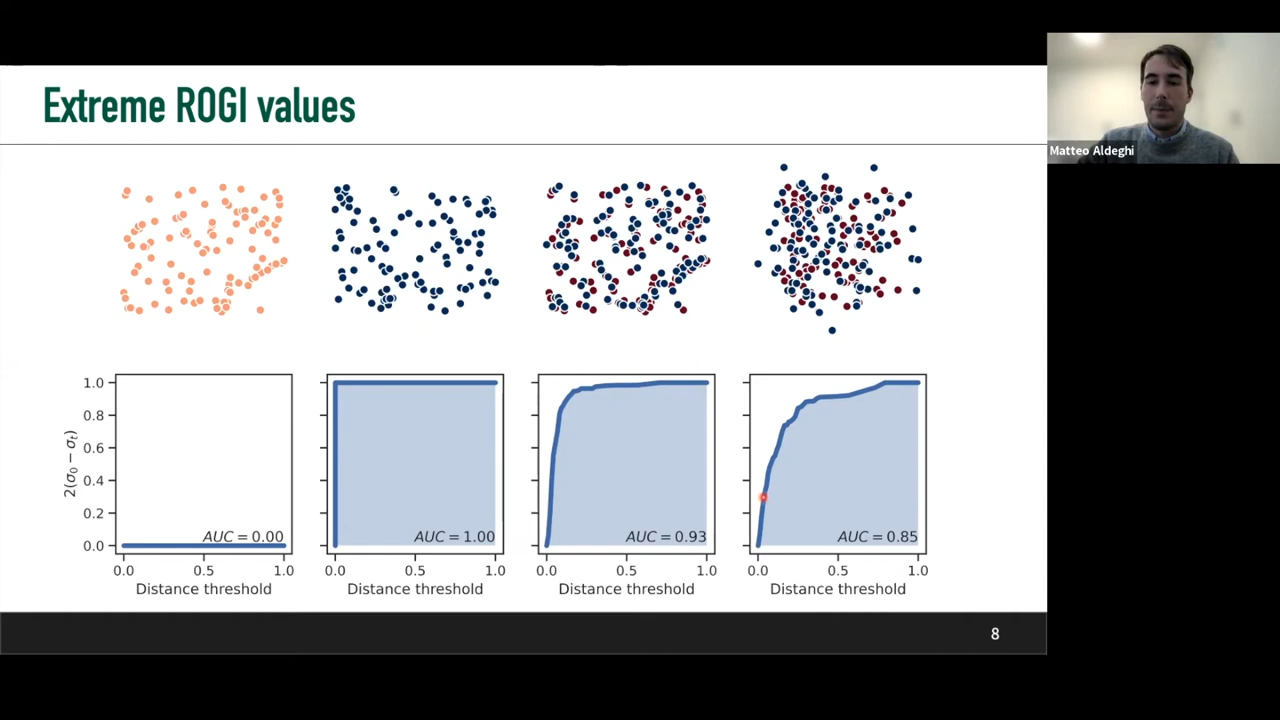 Extreme ROGI values
Matteo Aldeghi
1.0
0.8
0.6
0.4
0.2
0.0
2(σ₀ − σₜ)
AUC = 0.00
AUC = 1.00
AUC = 0.93
AUC = 0.85
0.0 0.5 1.0
0.0 0.5 1.0
0.0 0.5 1.0
0.0 0.5 1.0
Distance threshold
Distance threshold
Distance threshold
Distance threshold
8